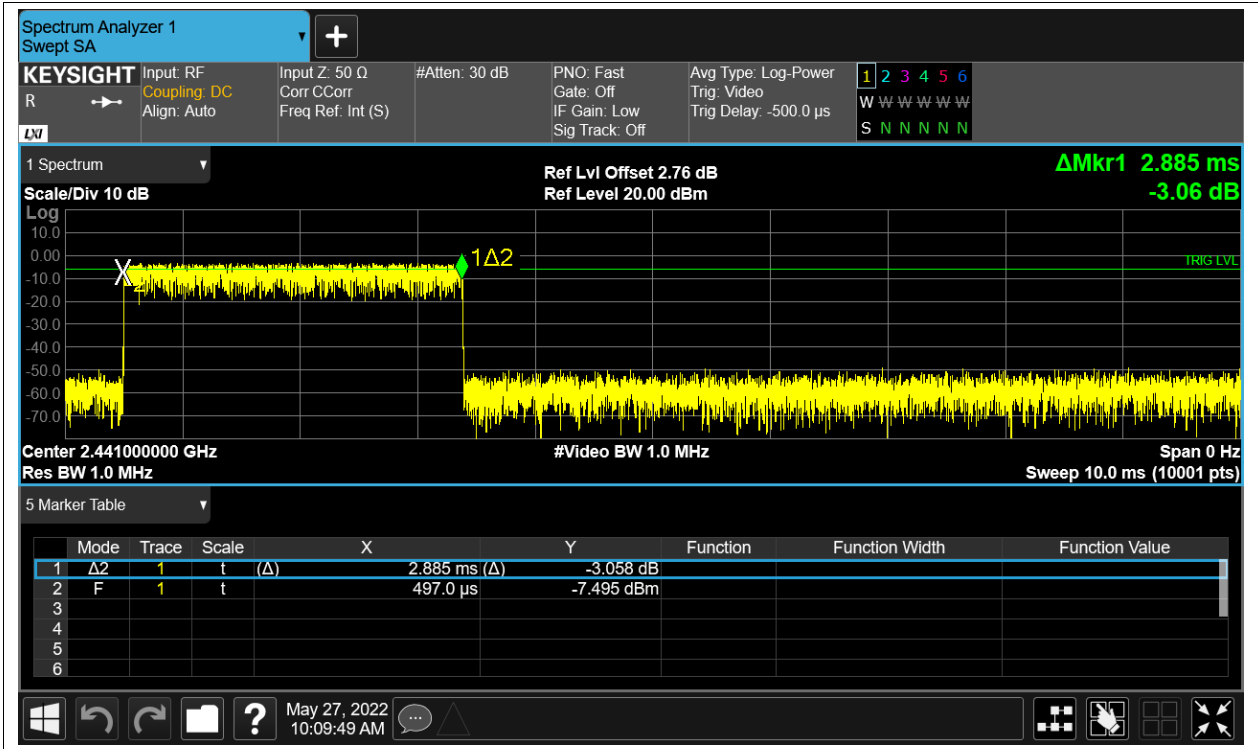 Spectrum Analyzer 1
Swept SA
+
KEYSIGHT
R
LXI
Input: RF
Coupling: DC
Align: Auto
Input Z: 50 Ω
Corr CCorr
Freq Ref: Int (S)
#Atten: 30 dB
PNO: Fast
Gate: Off
IF Gain: Low
Sig Track: Off
Avg Type: Log-Power
Trig: Video
Trig Delay: -500.0 µs
1 2 3 4 5 6
W W W W W W
S N N N N N
1 Spectrum
Scale/Div 10 dB
Ref Lvl Offset 2.76 dB
Ref Level 20.00 dBm
ΔMkr1 2.885 ms
-3.06 dB
Log
10.0
0.00
-10.0
-20.0
-30.0
-40.0
-50.0
-60.0
-70.0
X
2
1Δ2
TRIG LVL
Center 2.441000000 GHz
#Video BW 1.0 MHz
Span 0 Hz
Res BW 1.0 MHz
Sweep 10.0 ms (10001 pts)
5 Marker Table
Mode Trace Scale X Y Function Function Width Function Value
1 Δ2 1 t (Δ) 2.885 ms (Δ) -3.058 dB
2 F 1 t 497.0 µs -7.495 dBm
3
4
5
6
?
May 27, 2022
10:09:49 AM